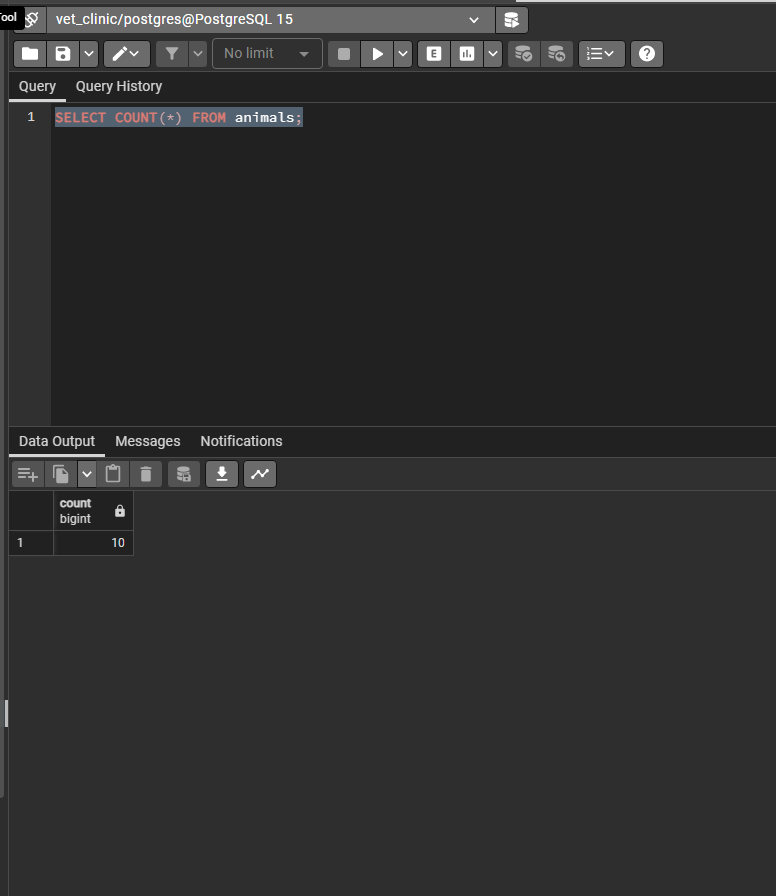 Tool
vet_clinic/postgres@PostgreSQL 15
No limit
E
Query Query History
1 SELECT COUNT(*) FROM animals;
Data Output Messages Notifications
count
bigint
1 10